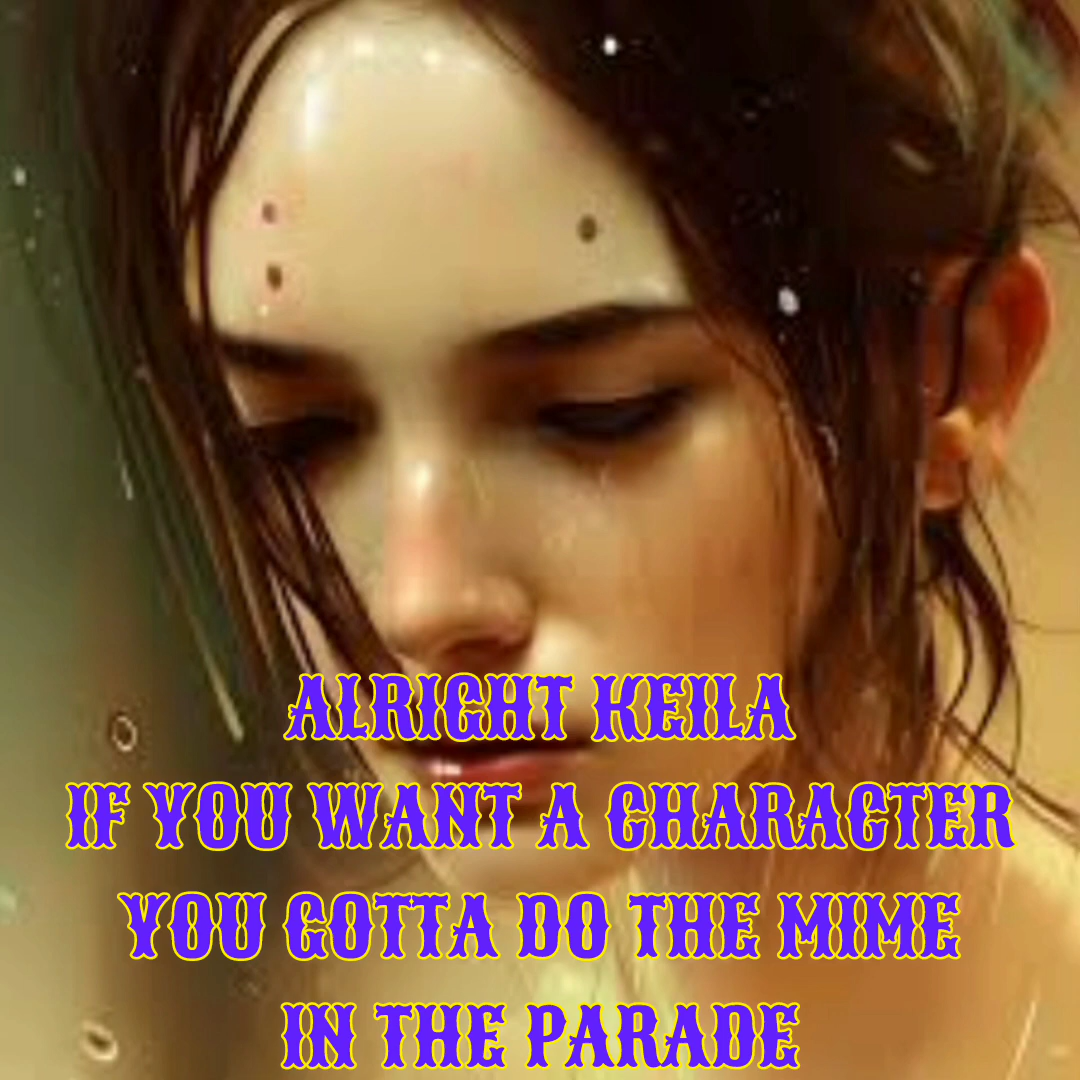 ALRIGHT KEILA
IF YOU WANT A CHARACTER
YOU GOTTA DO THE MIME
IN THE PARADE